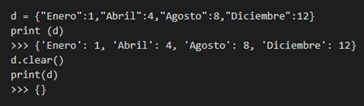 d = {"Enero":1,"Abril":4,"Agosto":8,"Diciembre":12}
print (d)
>>> {'Enero': 1, 'Abril': 4, 'Agosto': 8, 'Diciembre': 12}
d.clear()
print(d)
>>> {}